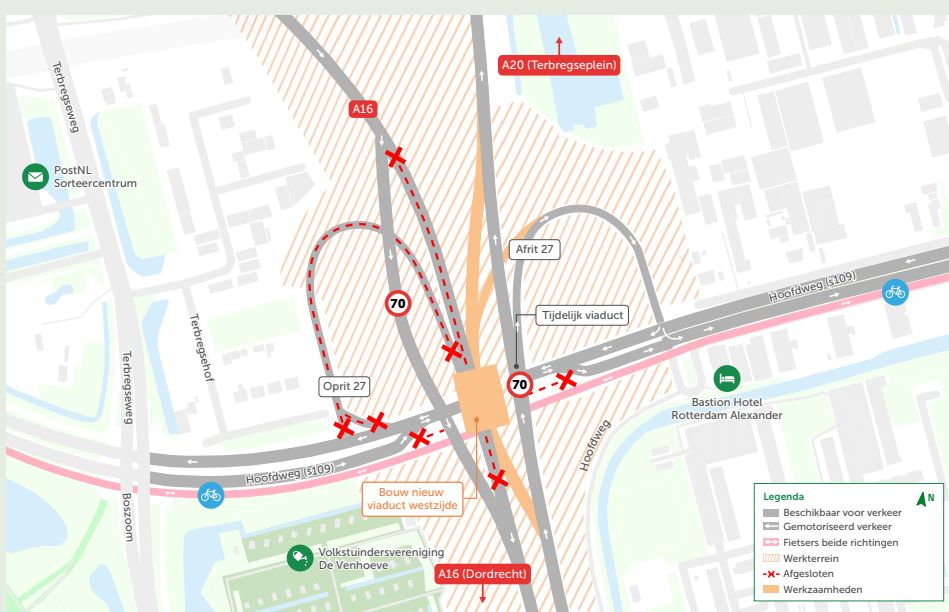 A20 (Terbregseplein)
A16
Terbregseweg
PostNL
Sorteercentrum
Afrit 27
Hoofdweg (s109)
70
Tijdelijk viaduct
Terbregsehof
Terbregseweg
Oprit 27
70
Bastion Hotel
Rotterdam Alexander
Hoofdweg
Hoofdweg (s109)
Bouw nieuw
viaduct westzijde
Boszoom
Volkstuindersvereniging
De Venhoeve
A16 (Dordrecht)
Legenda
N
Beschikbaar voor verkeer
Gemotoriseerd verkeer
Fietsers beide richtingen
Werkterrein
Afgesloten
Werkzaamheden